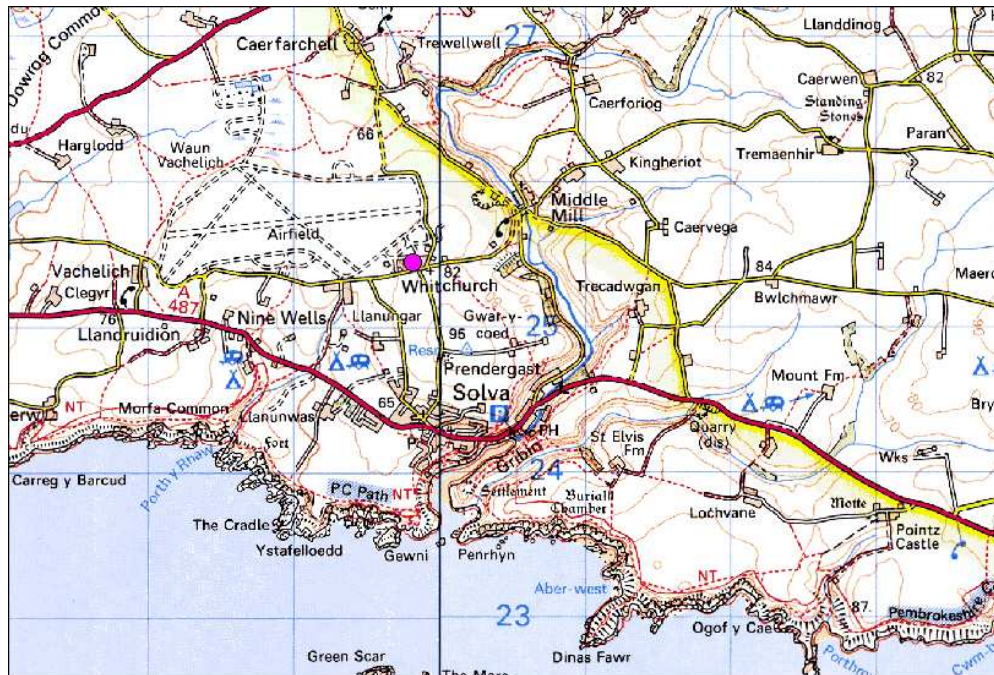 Dowrog Common
Caerfarchell
Trewellwell
27
Llanddinog
Caerwen
82
Standing
Stones
Caerforiog
66
Harglodd
Waun
Vachelich
Kingheriot
Tremaenhir
Paran
Middle
Mill
Airfield
Caervega
Vachelich
Clegyr
82
Whitchurch
84
Bwlchmawr
A
487
Trecadwgan
76
Llandruidion
Nine Wells
Llanungar
95
Gwar-y-
coed
25
Resr
Prendergast
Mount Fm
Solva
P
NT
Morfa Common
Llanunwas
65
PH
Quarry
(dis)
St Elvis
Fm
Fort
Gribin
24
Wks
Carreg y Barcud
Porth y Rhaw
PC Path
NT
Settlement
Burial
Chamber
Lochvane
Motte
Pointz
Castle
The Cradle
Ystafelloedd
Gewni
Penrhyn
Aber-west
NT
23
87
Pembrokeshire
Ogof y Cae
Green Scar
Dinas Fawr